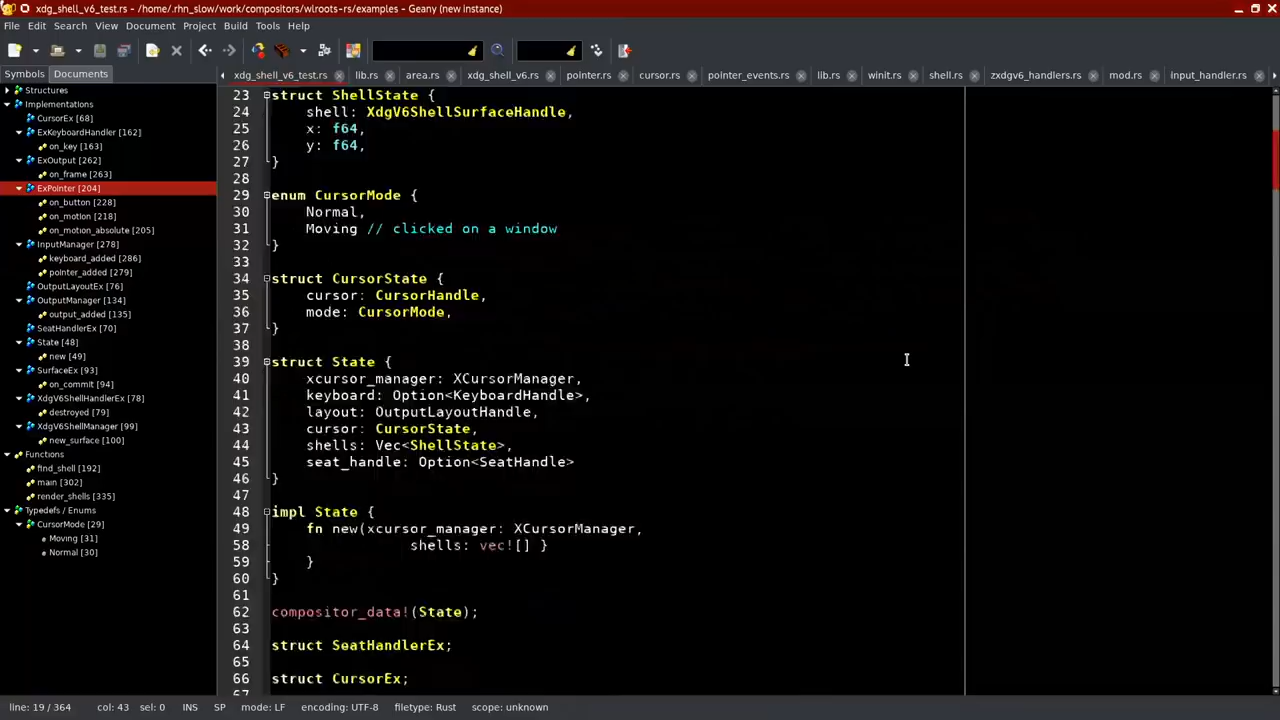 xdg_shell_v6_test.rs - /home/.rhn_slow/work/compositors/wlroots-rs/examples - Geany (new instance)
File Edit Search View Document Project Build Tools Help
Symbols Documents
xdg_shell_v6_test.rs lib.rs area.rs xdg_shell_v6.rs pointer.rs cursor.rs pointer_events.rs lib.rs winit.rs shell.rs zxdgv6_handlers.rs mod.rs input_handler.rs
Structures
Implementations
CursorEx [68]
ExKeyboardHandler [162]
on_key [163]
ExOutput [262]
on_frame [263]
ExPointer [204]
on_button [228]
on_motion [218]
on_motion_absolute [205]
InputManager [278]
keyboard_added [286]
pointer_added [279]
OutputLayoutEx [76]
OutputManager [134]
output_added [135]
SeatHandlerEx [70]
State [48]
new [49]
SurfaceEx [93]
on_commit [94]
XdgV6ShellHandlerEx [78]
destroyed [79]
XdgV6ShellManager [99]
new_surface [100]
Functions
find_shell [192]
main [302]
render_shells [335]
Typedefs / Enums
CursorMode [29]
Moving [31]
Normal [30]
23 struct ShellState {
24 shell: XdgV6ShellSurfaceHandle,
25 x: f64,
26 y: f64,
27 }
28
29 enum CursorMode {
30 Normal,
31 Moving // clicked on a window
32 }
33
34 struct CursorState {
35 cursor: CursorHandle,
36 mode: CursorMode,
37 }
38
39 struct State {
40 xcursor_manager: XCursorManager,
41 keyboard: Option<KeyboardHandle>,
42 layout: OutputLayoutHandle,
43 cursor: CursorState,
44 shells: Vec<ShellState>,
45 seat_handle: Option<SeatHandle>
46 }
47
48 impl State {
49 fn new(xcursor_manager: XCursorManager,
58 shells: vec![] }
59 }
60 }
61
62 compositor_data!(State);
63
64 struct SeatHandlerEx;
65
66 struct CursorEx;
67
line: 19 / 364 col: 43 sel: 0 INS SP mode: LF encoding: UTF-8 filetype: Rust scope: unknown